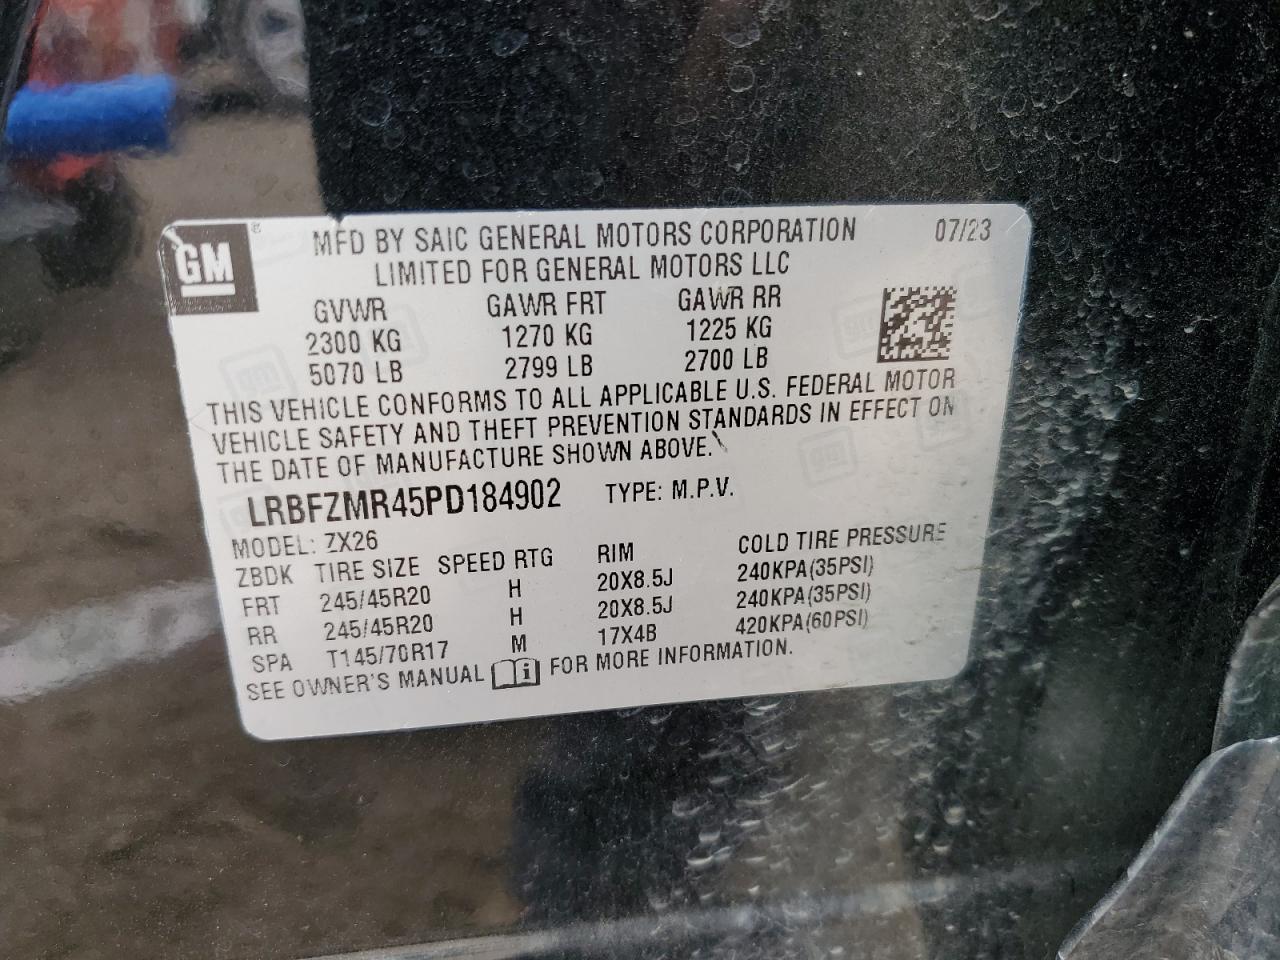 GM ® MFD BY SAIC GENERAL MOTORS CORPORATION 07/23
LIMITED FOR GENERAL MOTORS LLC
GVWR GAWR FRT GAWR RR
2300 KG 1270 KG 1225 KG
5070 LB 2799 LB 2700 LB
THIS VEHICLE CONFORMS TO ALL APPLICABLE U.S. FEDERAL MOTOR
VEHICLE SAFETY AND THEFT PREVENTION STANDARDS IN EFFECT ON
THE DATE OF MANUFACTURE SHOWN ABOVE.
LRBFZMR45PD184902 TYPE: M.P.V.
MODEL: ZX26
ZBDK TIRE SIZE SPEED RTG RIM COLD TIRE PRESSURE
FRT 245/45R20 H 20X8.5J 240KPA(35PSI)
RR 245/45R20 H 20X8.5J 240KPA(35PSI)
SPA T145/70R17 M 17X4B 420KPA(60PSI)
SEE OWNER'S MANUAL i FOR MORE INFORMATION.